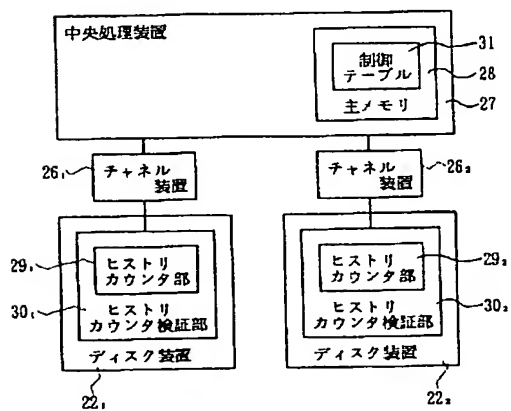 中央処理装置
制御
テーブル
主メモリ
31
28
27
26₁
チャネル
装置
チャネル
装置
26₂
29₁
ヒストリ
カウンタ部
30₁
ヒストリ
カウンタ検証部
ディスク装置
22₁
ヒストリ
カウンタ部
29₂
ヒストリ
カウンタ検証部
30₂
ディスク装置
22₂